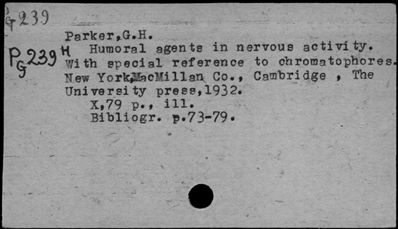 G239
Parker,G.H.
PG239 H Humoral agents in nervous activity.
With special reference to chromatophores.
New York,MacMillan Co., Cambridge , The
University press,1932.
X,79 p., ill.
Bibliogr. p.73-79.